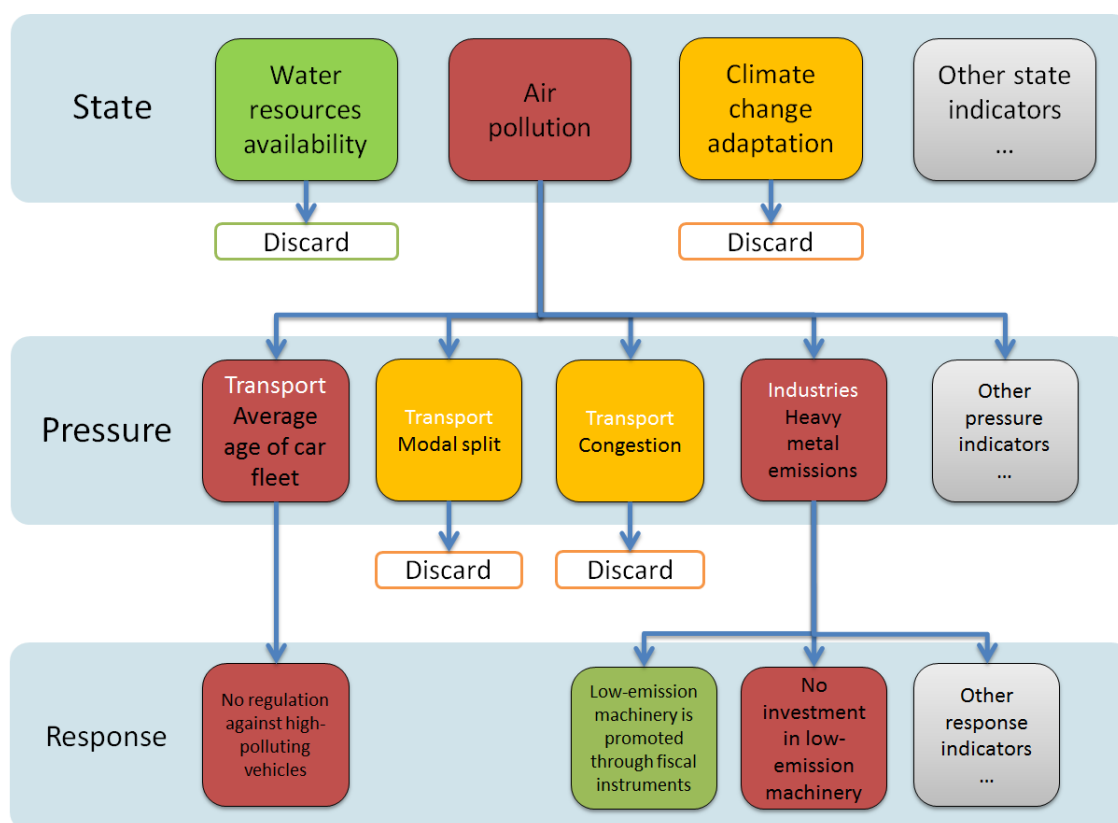 State
Water
resources
availability
Air
pollution
Climate
change
adaptation
Other state
indicators
...
Discard
Discard
Pressure
Transport
Average
age of car
fleet
Transport
Modal split
Transport
Congestion
Industries
Heavy
metal
emissions
Other
pressure
indicators
...
Discard
Discard
Response
No regulation
against high-
polluting
vehicles
Low-emission
machinery is
promoted
through fiscal
instruments
No
investment
in low-
emission
machinery
Other
response
indicators
...